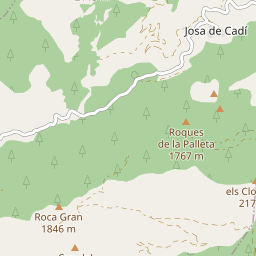 Josa de Cadí
Roques
de la Palleta
1767 m
els Clo
217
Roca Gran
1846 m